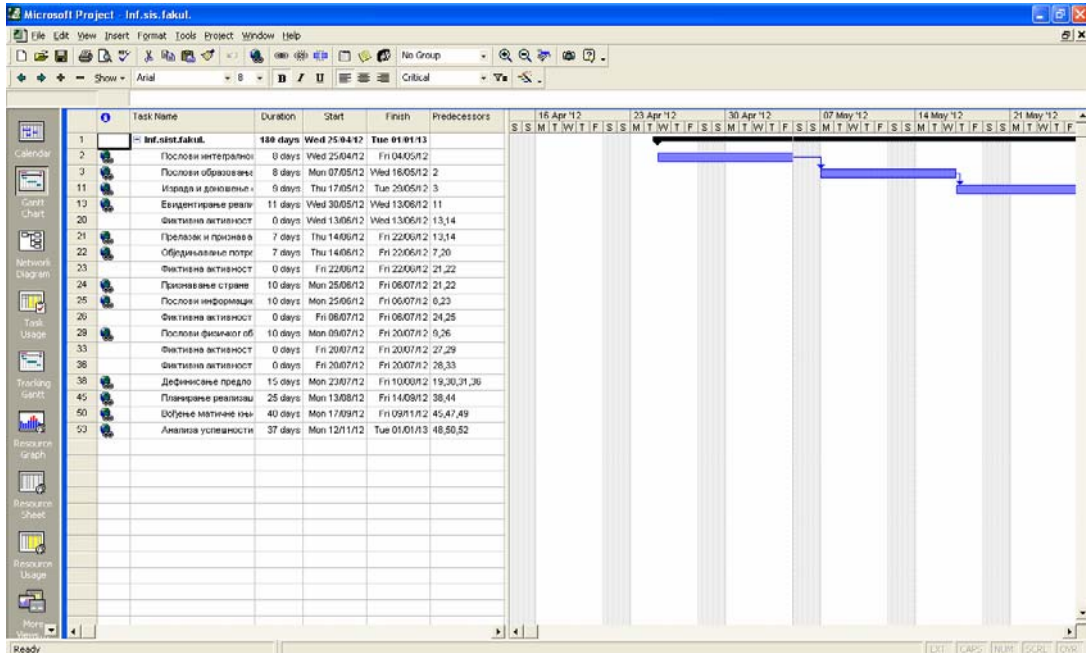 Microsoft Project - Inf.sis.fakul.
File Edit View Insert Format Tools Project Window Help
No Group
Show Arial 8 B I U Critical
Task Name Duration Start Finish Predecessors
16 Apr '12 23 Apr '12 30 Apr '12 07 May '12 14 May '12 21 May '12
S S M T W T F S S M T W T F S S M T W T F S S M T W T F S S M T W T F S S M T W T F
1 Inf.sist.fakul. 180 days Wed 25/04/12 Tue 01/01/13
2 Послови интегралног 8 days Wed 25/04/12 Fri 04/05/12
3 Послови образовања 8 days Mon 07/05/12 Wed 16/05/12 2
11 Израда и доношење 9 days Thu 17/05/12 Tue 29/05/12 3
13 Евидентирање 11 days Wed 30/05/12 Wed 13/06/12 11
20 Фиктивна активност 0 days Wed 13/06/12 Wed 13/06/12 13,14
21 Прелазак и 7 days Thu 14/06/12 Fri 22/06/12 13,14
22 Обједињавање 7 days Thu 14/06/12 Fri 22/06/12 7,20
23 Фиктивна активност 0 days Fri 22/06/12 Fri 22/06/12 21,22
24 Признавање стране 10 days Mon 25/06/12 Fri 06/07/12 21,22
25 Послови 10 days Mon 25/06/12 Fri 06/07/12 8,23
26 Фиктивна активност 0 days Fri 06/07/12 Fri 06/07/12 24,25
29 Послови физичког об 10 days Mon 09/07/12 Fri 20/07/12 9,26
33 Фиктивна активност 0 days Fri 20/07/12 Fri 20/07/12 27,29
36 Фиктивна активност 0 days Fri 20/07/12 Fri 20/07/12 28,33
38 Дефинисање предло 15 days Mon 23/07/12 Fri 10/08/12 19,30,31,36
45 Планирање реализац 25 days Mon 13/08/12 Fri 14/09/12 38,44
50 Вођење матичне књи 40 days Mon 17/09/12 Fri 09/11/12 45,47,49
53 Анализа успешности 37 days Mon 12/11/12 Tue 01/01/13 48,50,52
Calendar
Gantt Chart
Network Diagram
Task Usage
Tracking Gantt
Resource Graph
Resource Sheet
Resource Usage
More Views...
Ready
EXT CAPS NUM SCRL OVR